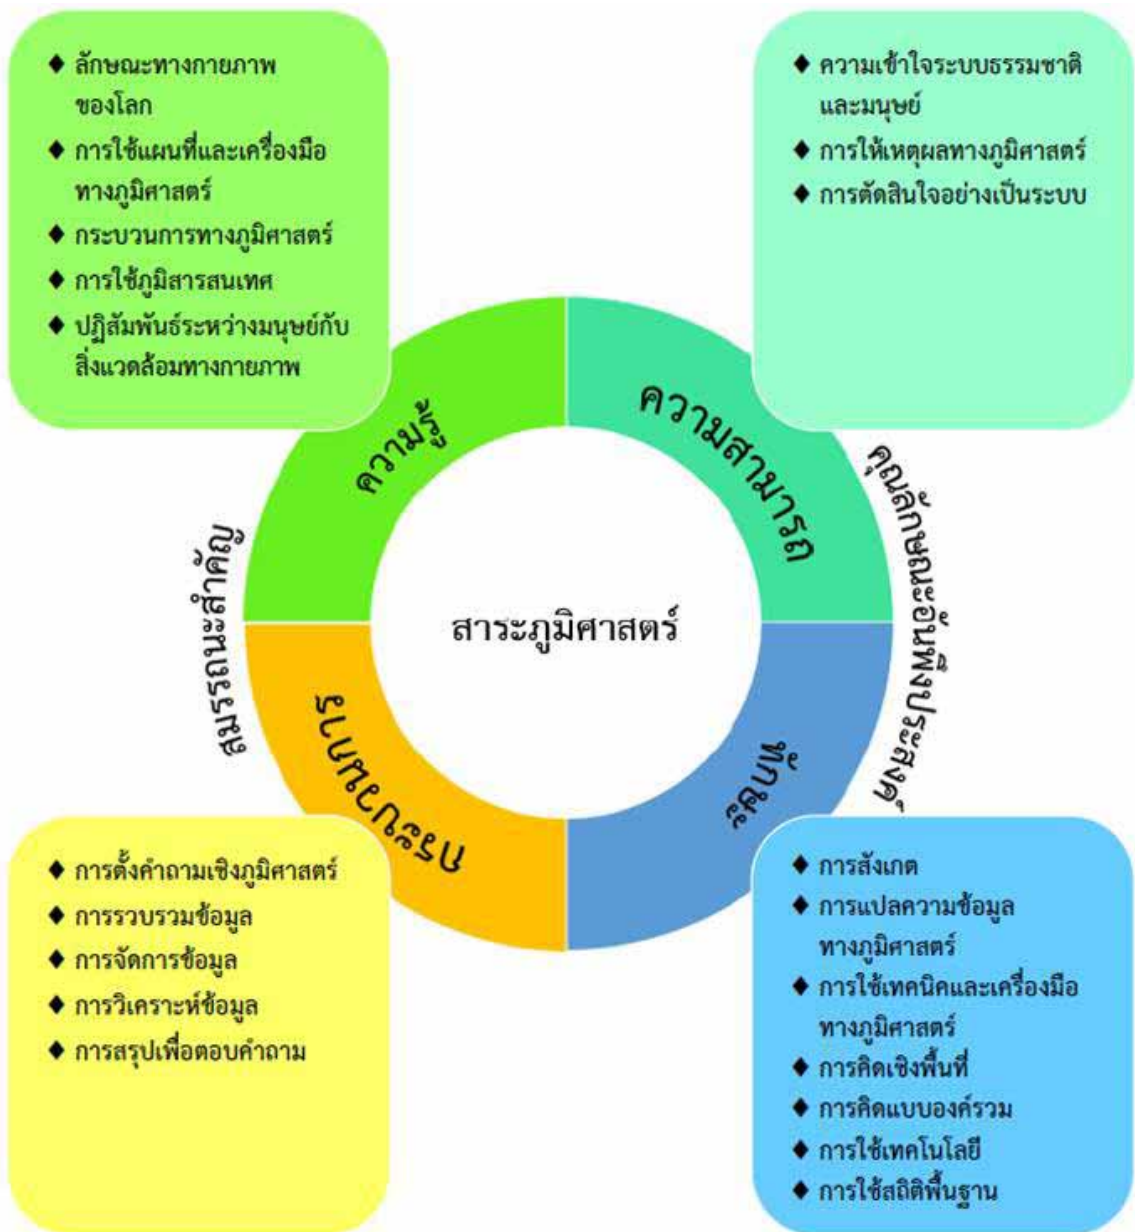 ◆ ลักษณะทางกายภาพ
ของโลก
◆ การใช้แผนที่และเครื่องมือ
ทางภูมิศาสตร์
◆ กระบวนการทางภูมิศาสตร์
◆ การใช้ภูมิสารสนเทศ
◆ ปฏิสัมพันธ์ระหว่างมนุษย์กับ
สิ่งแวดล้อมทางกายภาพ
◆ ความเข้าใจระบบธรรมชาติ
และมนุษย์
◆ การให้เหตุผลทางภูมิศาสตร์
◆ การตัดสินใจอย่างเป็นระบบ
ความรู้
ความสามารถ
สมรรถนะสำคัญ
สาระภูมิศาสตร์
คุณลักษณะอันพึงประสงค์
กระบวนการ
ทักษะ
◆ การตั้งคำถามเชิงภูมิศาสตร์
◆ การรวบรวมข้อมูล
◆ การจัดการข้อมูล
◆ การวิเคราะห์ข้อมูล
◆ การสรุปเพื่อตอบคำถาม
◆ การสังเกต
◆ การแปลความข้อมูล
ทางภูมิศาสตร์
◆ การใช้เทคนิคและเครื่องมือ
ทางภูมิศาสตร์
◆ การคิดเชิงพื้นที่
◆ การคิดแบบองค์รวม
◆ การใช้เทคโนโลยี
◆ การใช้สถิติพื้นฐาน